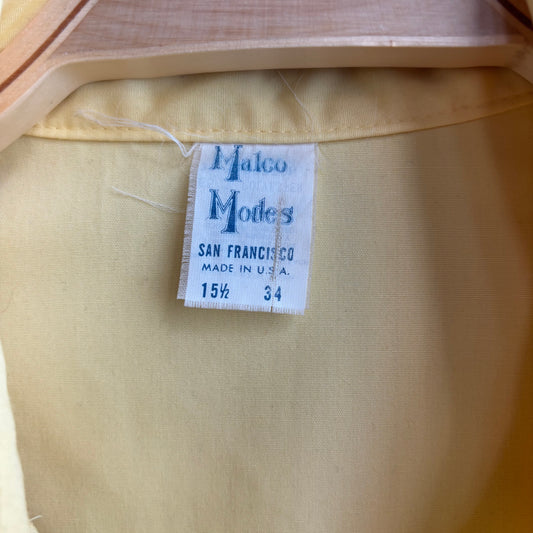 Malco
Modes
SAN FRANCISCO
MADE IN U.S.A.
15½ 34